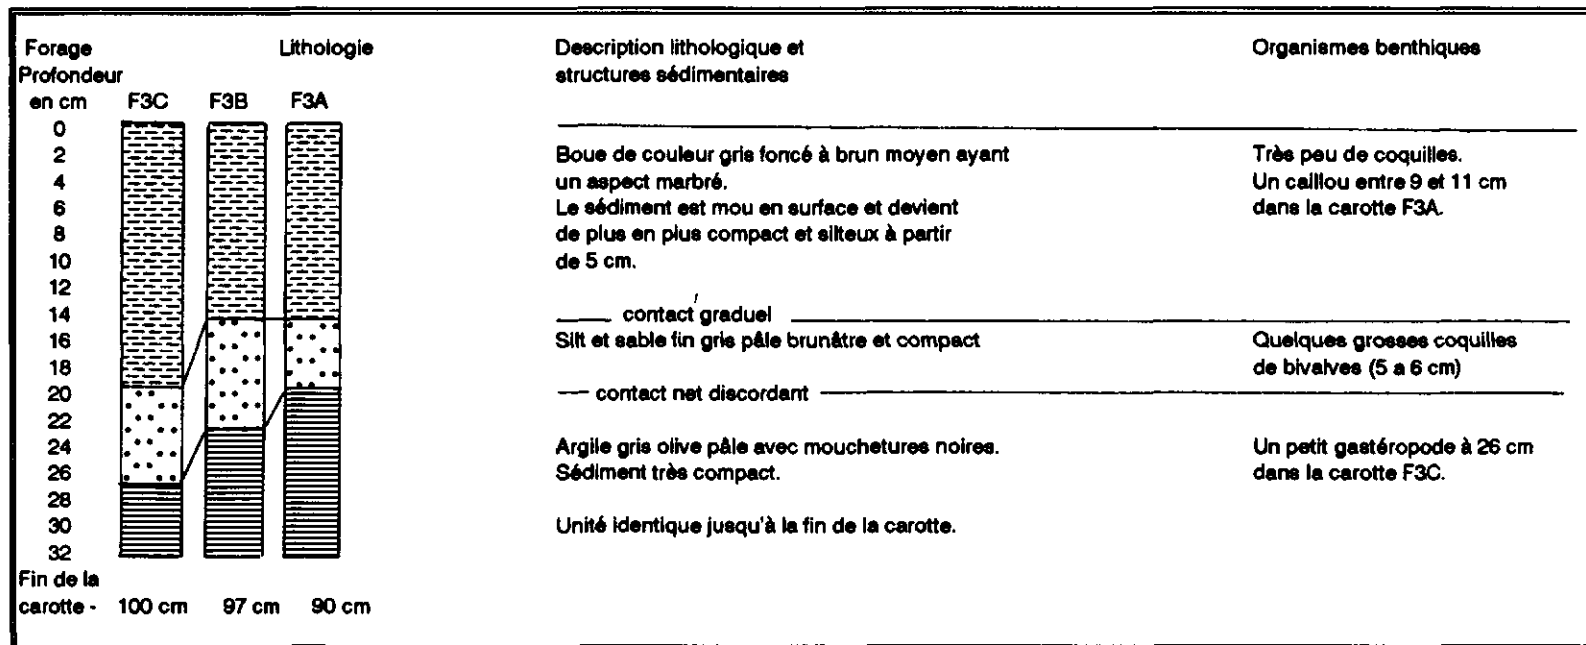 Forage
Lithologie
Description lithologique et
Organismes benthiques
Profondeur
structures sédimentaires
en cm
F3C
F3B
F3A
0
2
4
6
8
10
12
14
16
18
20
22
24
26
28
30
32
Boue de couleur gris foncé à brun moyen ayant
un aspect marbré.
Le sédiment est mou en surface et devient
de plus en plus compact et silteux à partir
de 5 cm.
Très peu de coquilles.
Un caillou entre 9 et 11 cm
dans la carotte F3A.
contact graduel
Silt et sable fin gris pâle brunâtre et compact
Quelques grosses coquilles
de bivalves (5 a 6 cm)
contact net discordant
Argile gris olive pâle avec mouchetures noires.
Sédiment très compact.
Un petit gastéropode à 26 cm
dans la carotte F3C.
Unité identique jusqu'à la fin de la carotte.
Fin de la
carotte - 100 cm 97 cm 90 cm